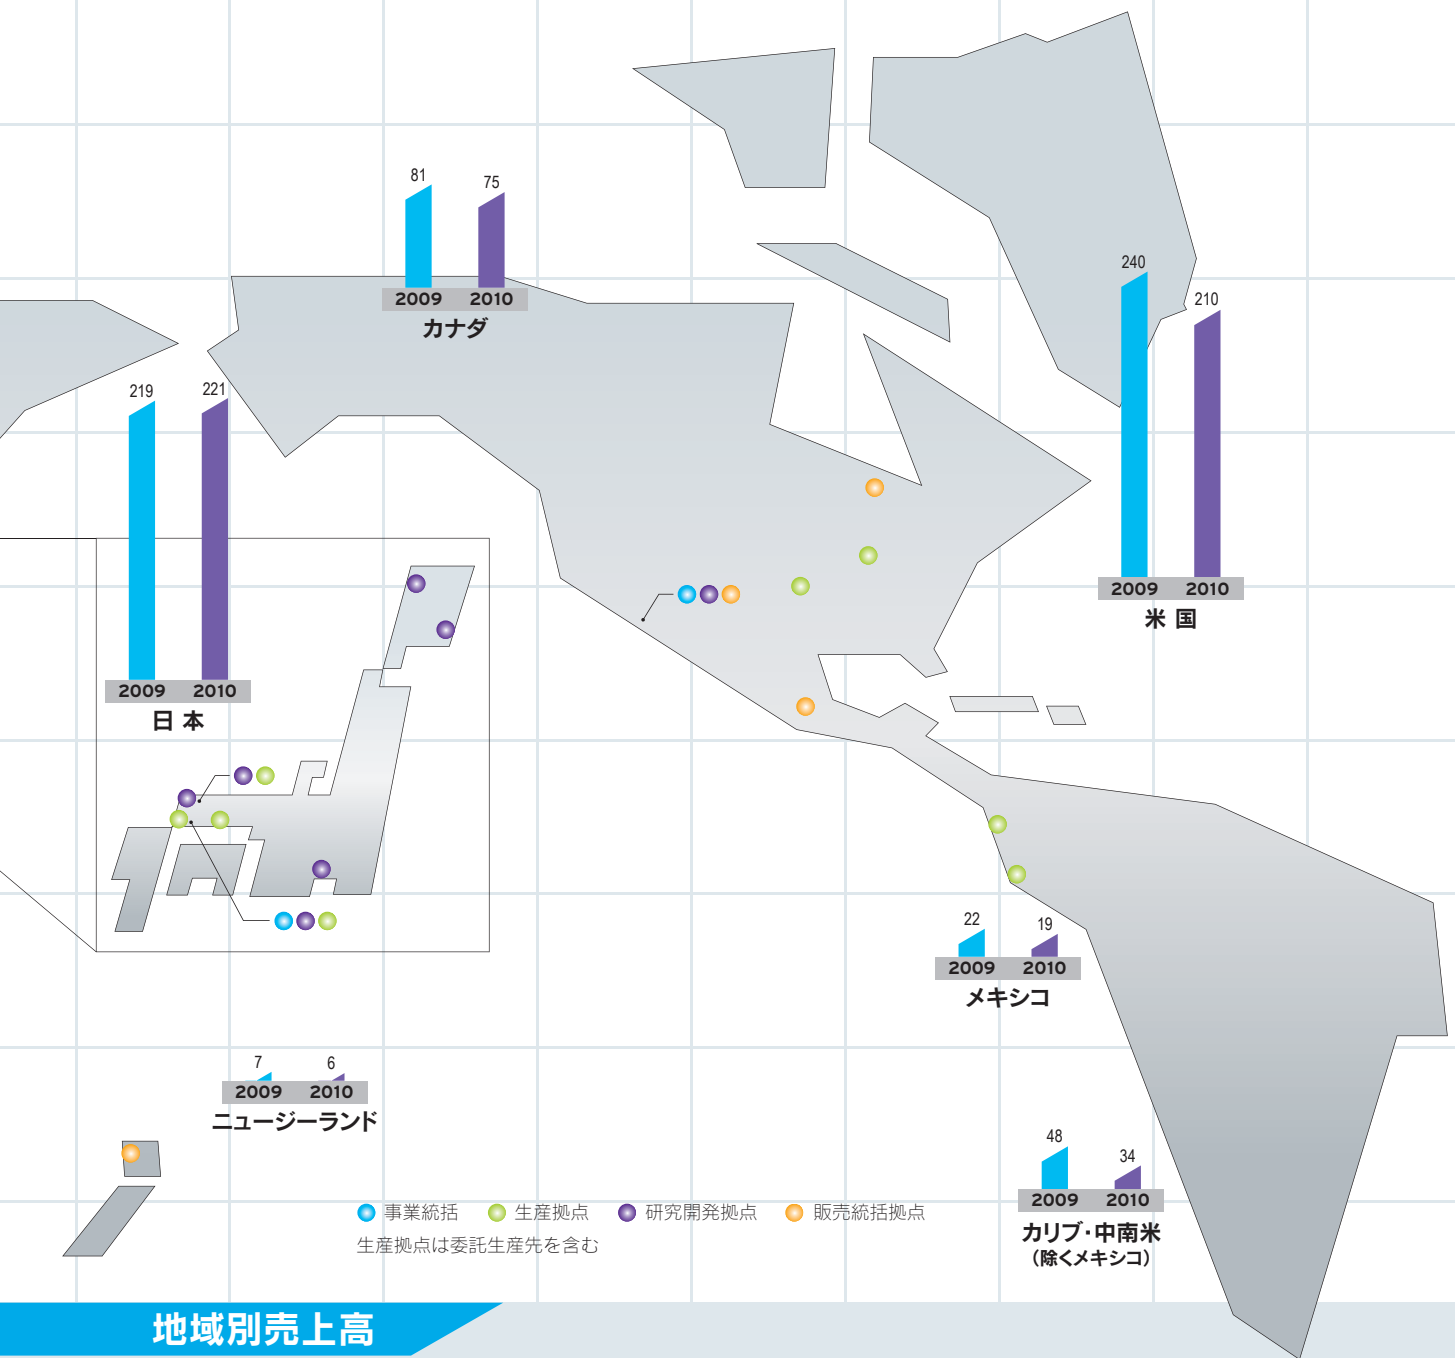 81 75
2009 2010
カナダ
240 210
2009 2010
米 国
219 221
2009 2010
日 本
22 19
2009 2010
メキシコ
7 6
2009 2010
ニュージーランド
48 34
2009 2010
カリブ・中南米
（除くメキシコ）
事業統括 生産拠点 研究開発拠点 販売統括拠点
生産拠点は委託生産先を含む
地域別売上高